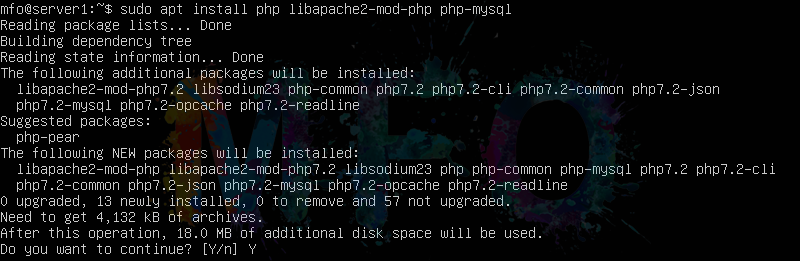 mfo@server1:~$ sudo apt install php libapache2-mod-php php-mysql
Reading package lists... Done
Building dependency tree
Reading state information... Done
The following additional packages will be installed:
  libapache2-mod-php7.2 libsodium23 php-common php7.2 php7.2-cli php7.2-common php7.2-json
  php7.2-mysql php7.2-opcache php7.2-readline
Suggested packages:
  php-pear
The following NEW packages will be installed:
  libapache2-mod-php libapache2-mod-php7.2 libsodium23 php php-common php-mysql php7.2 php7.2-cli
  php7.2-common php7.2-json php7.2-mysql php7.2-opcache php7.2-readline
0 upgraded, 13 newly installed, 0 to remove and 57 not upgraded.
Need to get 4,132 kB of archives.
After this operation, 18.0 MB of additional disk space will be used.
Do you want to continue? [Y/n] Y
MFO